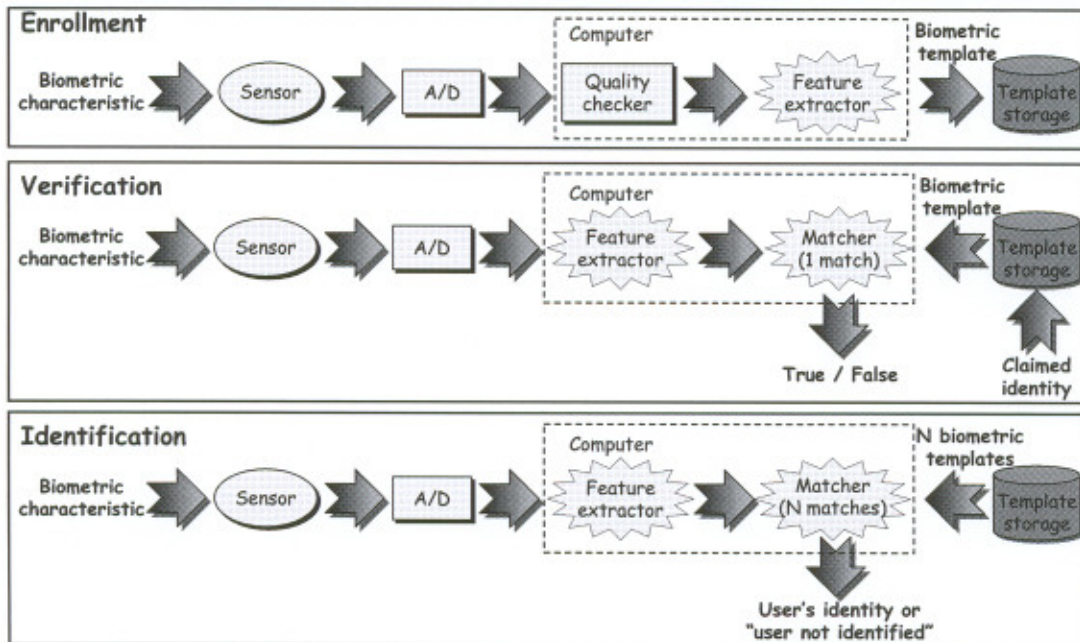 Enrollment
Computer
Biometric
template
Biometric
characteristic
Sensor
A/D
Quality
checker
Feature
extractor
Template
storage
Verification
Computer
Biometric
template
Biometric
characteristic
Sensor
A/D
Feature
extractor
Matcher
(1 match)
Template
storage
True / False
Claimed
identity
Identification
Computer
N biometric
templates
Biometric
characteristic
Sensor
A/D
Feature
extractor
Matcher
(N matches)
Template
storage
User's identity or
"user not identified"